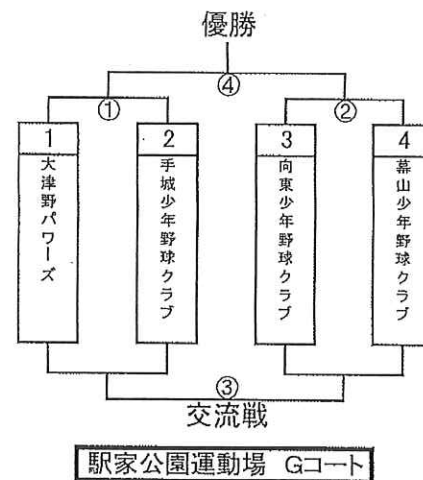 優勝
④
① ②
1 2 3 4
大津野パワーズ
手城少年野球クラブ
向東少年野球クラブ
幕山少年野球クラブ
③
交流戦
駅家公園運動場 Gコート